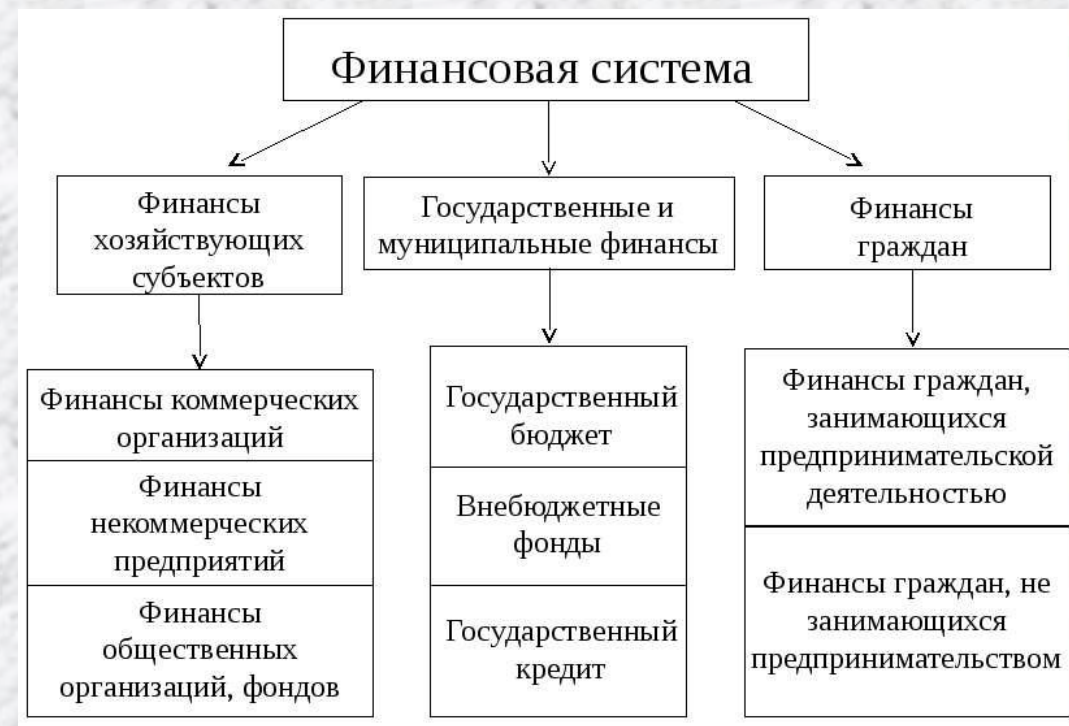 Финансовая система
Финансы
хозяйствующих
субъектов
Государственные и
муниципальные финансы
Финансы
граждан
Финансы коммерческих
организаций
Финансы
некоммерческих
предприятий
Финансы
общественных
организаций, фондов
Государственный
бюджет
Внебюджетные
фонды
Государственный
кредит
Финансы граждан,
занимающихся
предпринимательской
деятельностью
Финансы граждан, не
занимающихся
предпринимательством